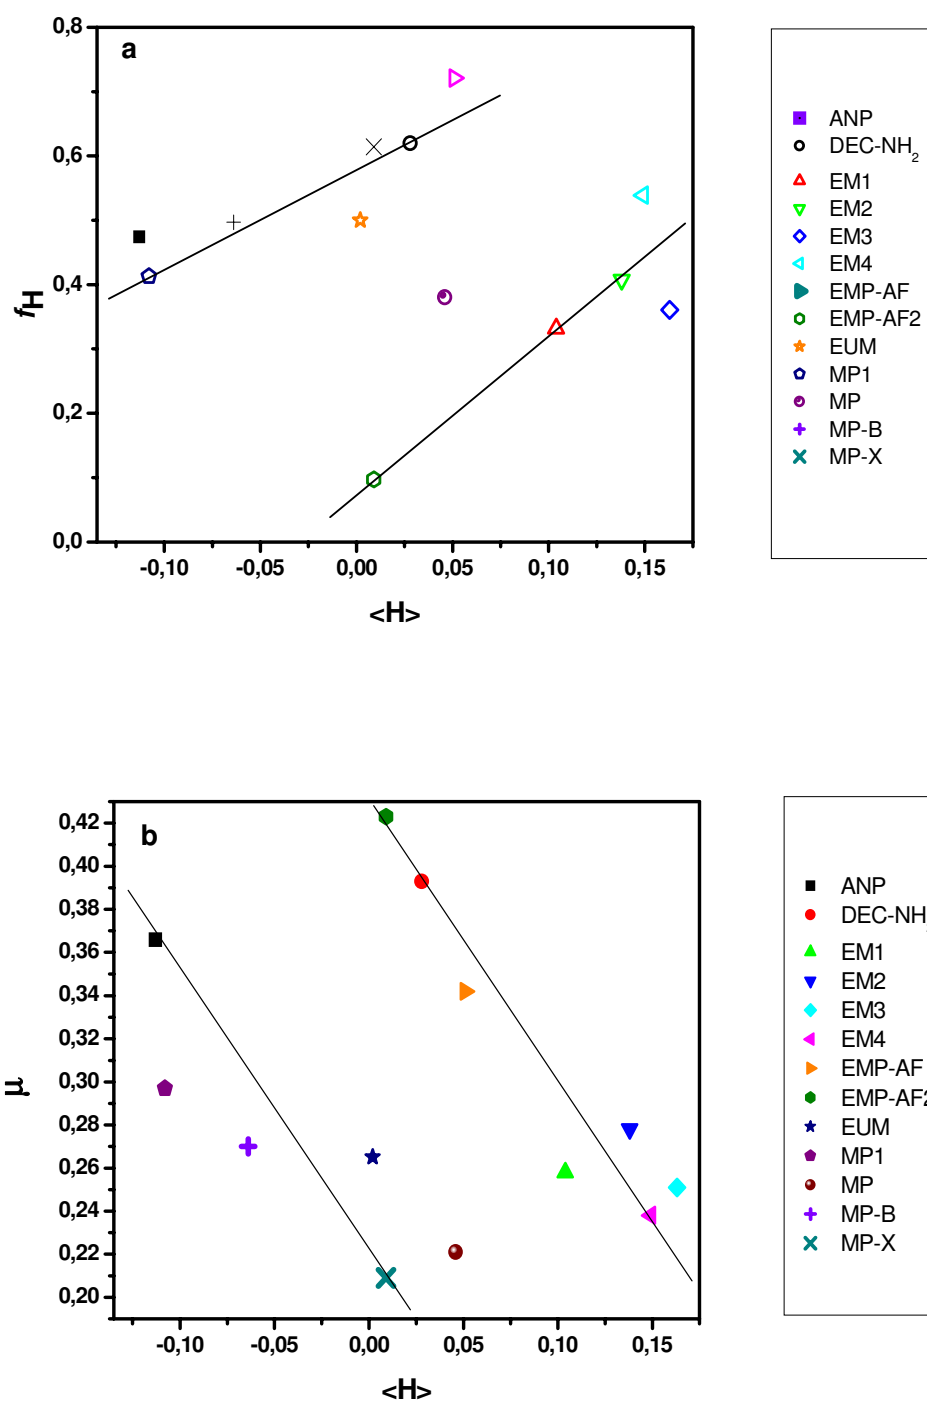 a
0,8
0,6
0,4
0,2
0,0
fH
-0,10 -0,05 0,00 0,05 0,10 0,15
<H>
ANP
DEC-NH2
EM1
EM2
EM3
EM4
EMP-AF
EMP-AF2
EUM
MP1
MP
MP-B
MP-X
b
0,42
0,40
0,38
0,36
0,34
0,32
0,30
0,28
0,26
0,24
0,22
0,20
μ
-0,10 -0,05 0,00 0,05 0,10 0,15
<H>
ANP
DEC-NH
EM1
EM2
EM3
EM4
EMP-AF
EMP-AF2
EUM
MP1
MP
MP-B
MP-X